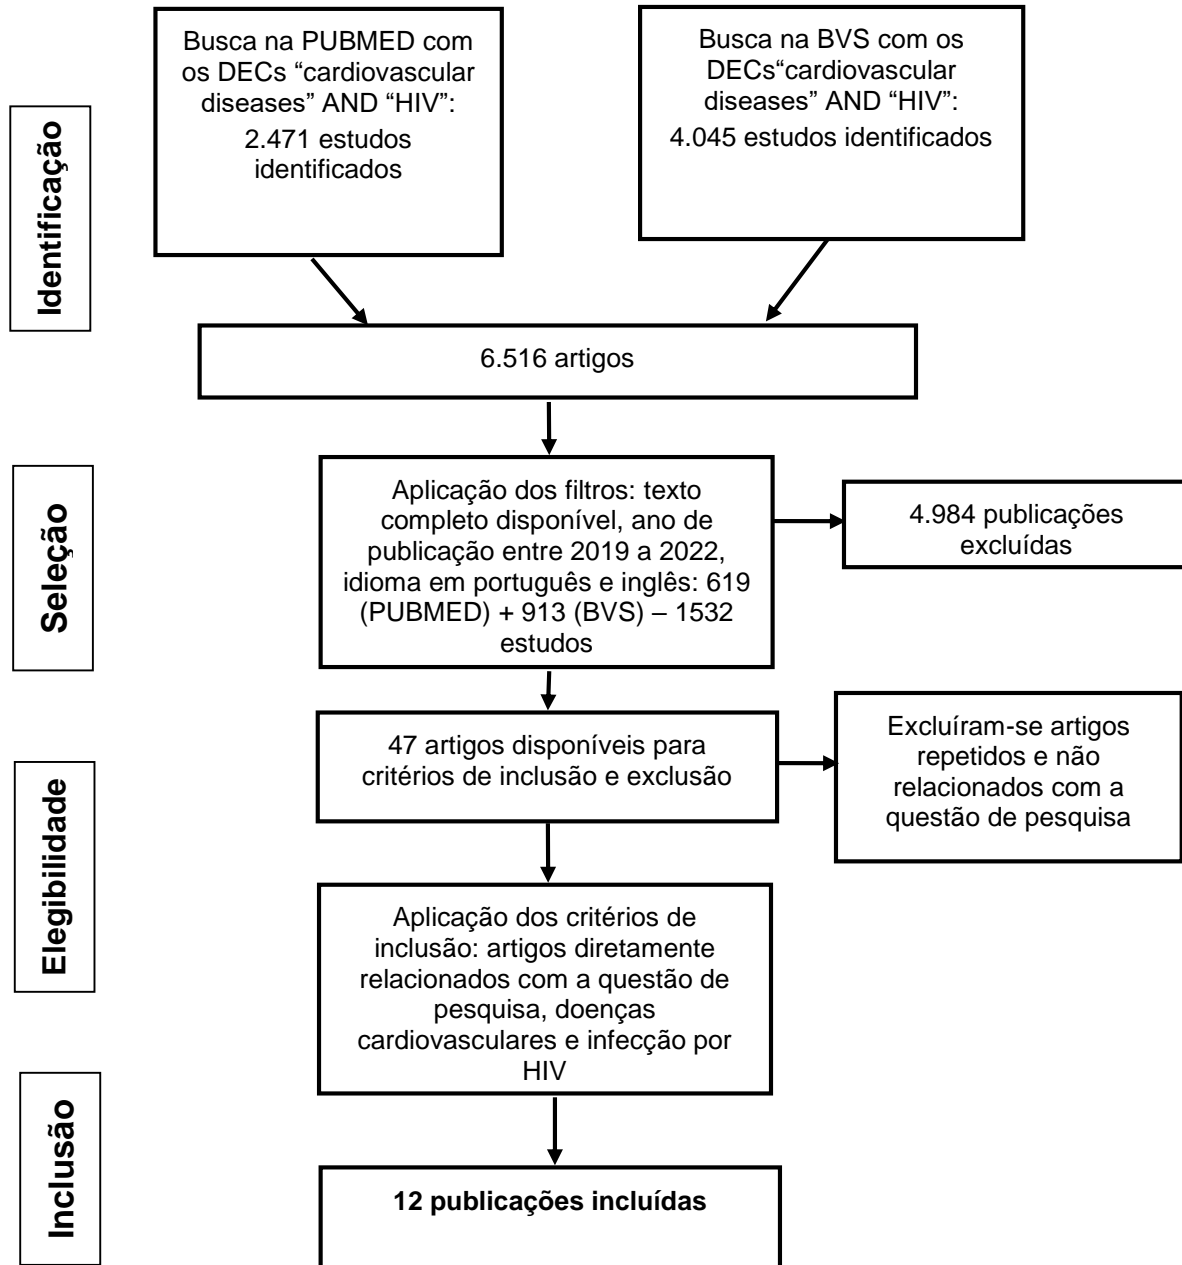 Identificação
Busca na PUBMED com
os DECs “cardiovascular
diseases” AND “HIV”:
2.471 estudos
identificados
Busca na BVS com os
DECs“cardiovascular
diseases” AND “HIV”:
4.045 estudos identificados
6.516 artigos
Seleção
Aplicação dos filtros: texto
completo disponível, ano de
publicação entre 2019 a 2022,
idioma em português e inglês: 619
(PUBMED) + 913 (BVS) – 1532
estudos
4.984 publicações
excluídas
Elegibilidade
47 artigos disponíveis para
critérios de inclusão e exclusão
Excluíram-se artigos
repetidos e não
relacionados com a
questão de pesquisa
Aplicação dos critérios de
inclusão: artigos diretamente
relacionados com a questão de
pesquisa, doenças
cardiovasculares e infecção por
HIV
Inclusão
12 publicações incluídas